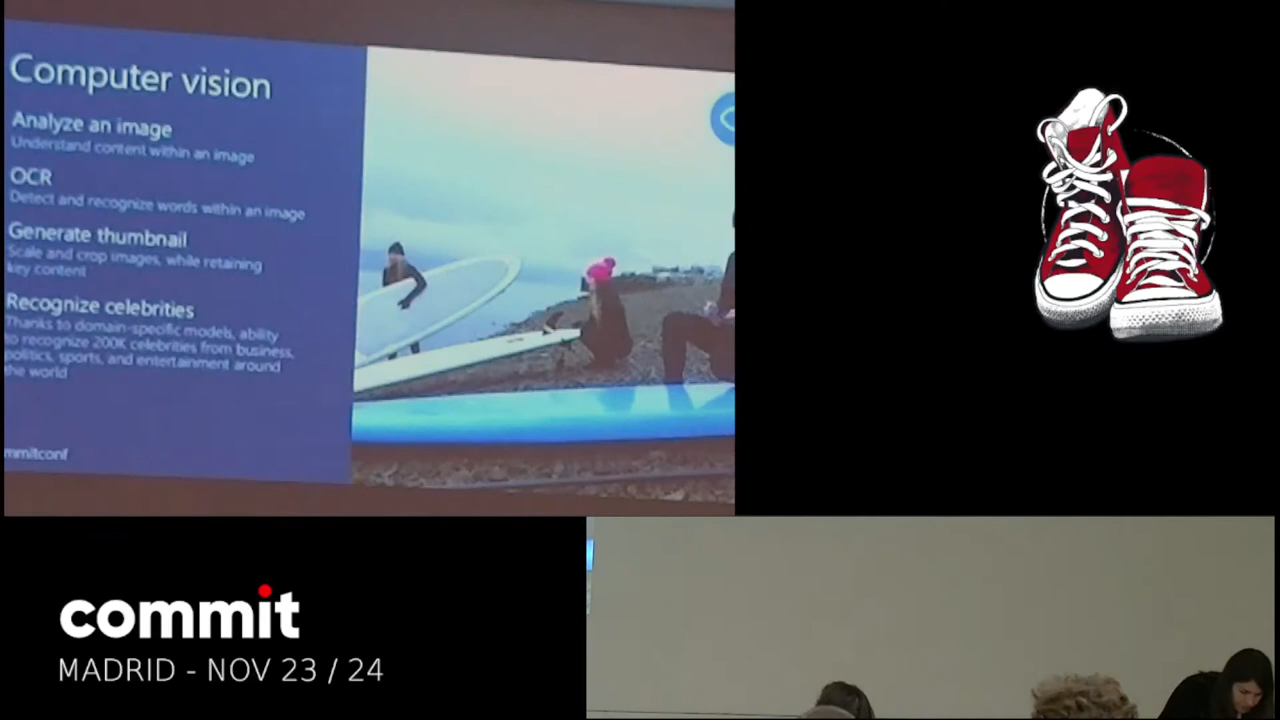 Computer vision
Analyze an image
Understand content within an image
OCR
Detect and recognize words within an image
Generate thumbnail
Scale and crop images, while retaining
key content
Recognize celebrities
Thanks to domain-specific models, ability
to recognize 200K celebrities from business,
politics, sports, and entertainment around
the world
mmitconf
commit
MADRID - NOV 23 / 24